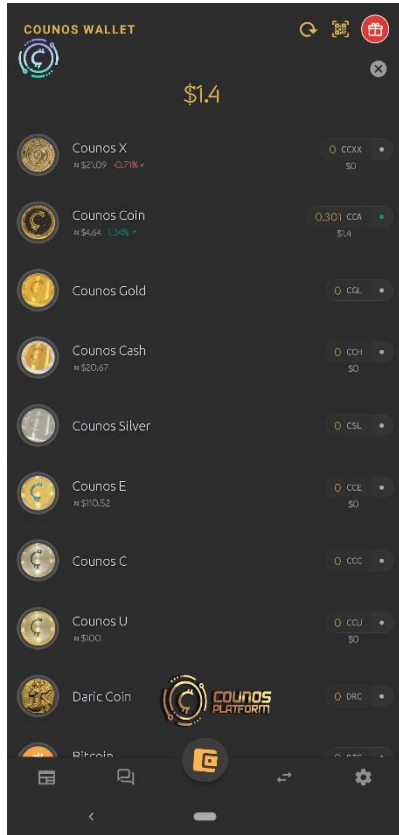 COUNOS WALLET
$1.4
Counos X
≈ $21.09 -0.71%
0 CCXX
$0
Counos Coin
≈ $4.64 1.34%
0.301 CCA
$1.4
Counos Gold
0 CGL
Counos Cash
≈ $20.67
0 CCH
$0
Counos Silver
0 CSL
Counos E
≈ $110.52
0 CCE
$0
Counos C
0 CCC
Counos U
≈ $100
0 CCU
$0
Daric Coin
COUNOS
PLATFORM
0 DRC
Bitcoin
0 BTC